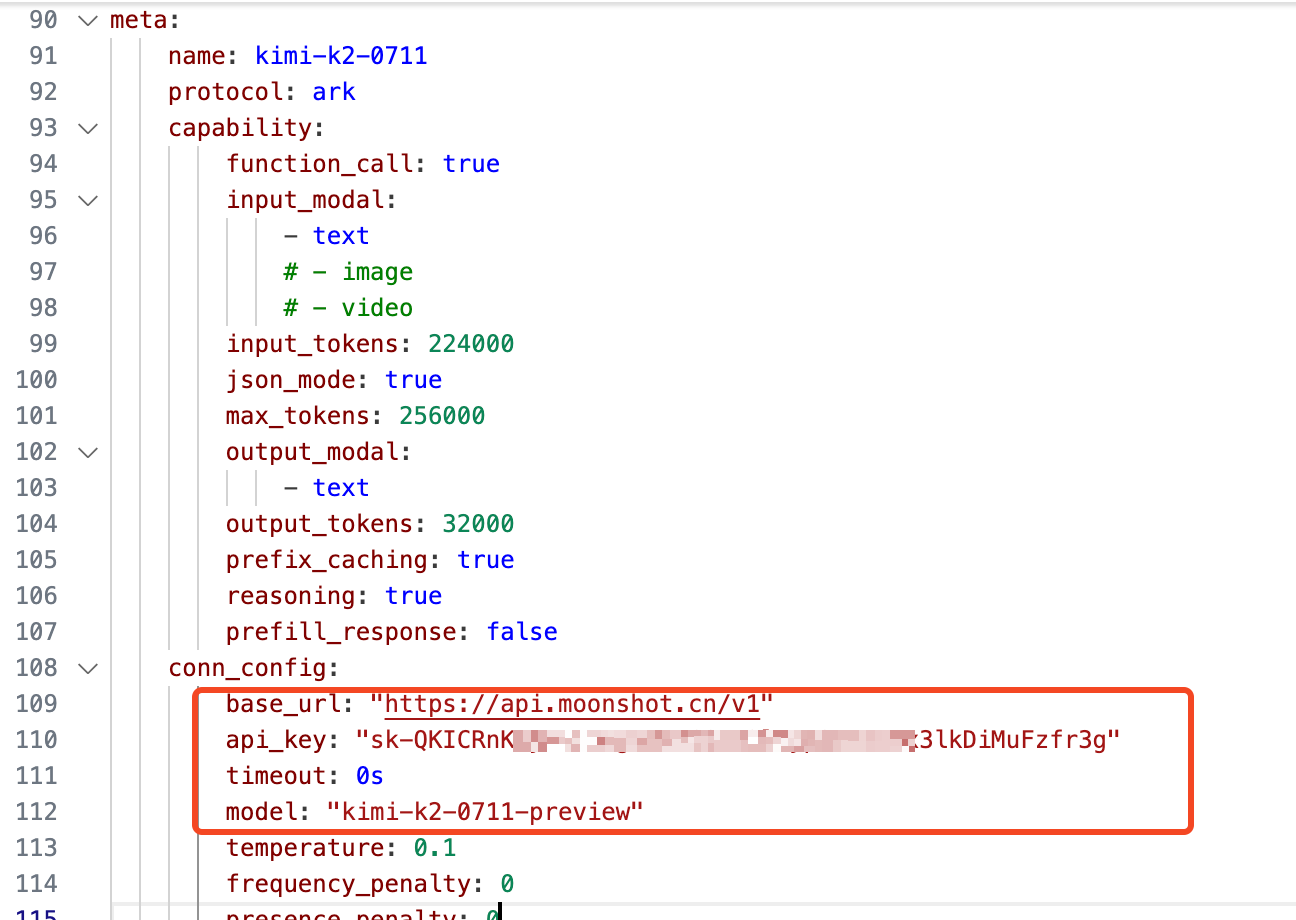 90 meta:
91 name: kimi-k2-0711
92 protocol: ark
93 capability:
94 function_call: true
95 input_modal:
96 - text
97 # - image
98 # - video
99 input_tokens: 224000
100 json_mode: true
101 max_tokens: 256000
102 output_modal:
103 - text
104 output_tokens: 32000
105 prefix_caching: true
106 reasoning: true
107 prefill_response: false
108 conn_config:
109 base_url: "https://api.moonshot.cn/v1"
110 api_key:
111 timeout: 0s
112 model: "kimi-k2-0711-preview"
113 temperature: 0.1
114 frequency_penalty: 0
115 presence_penalty: 0